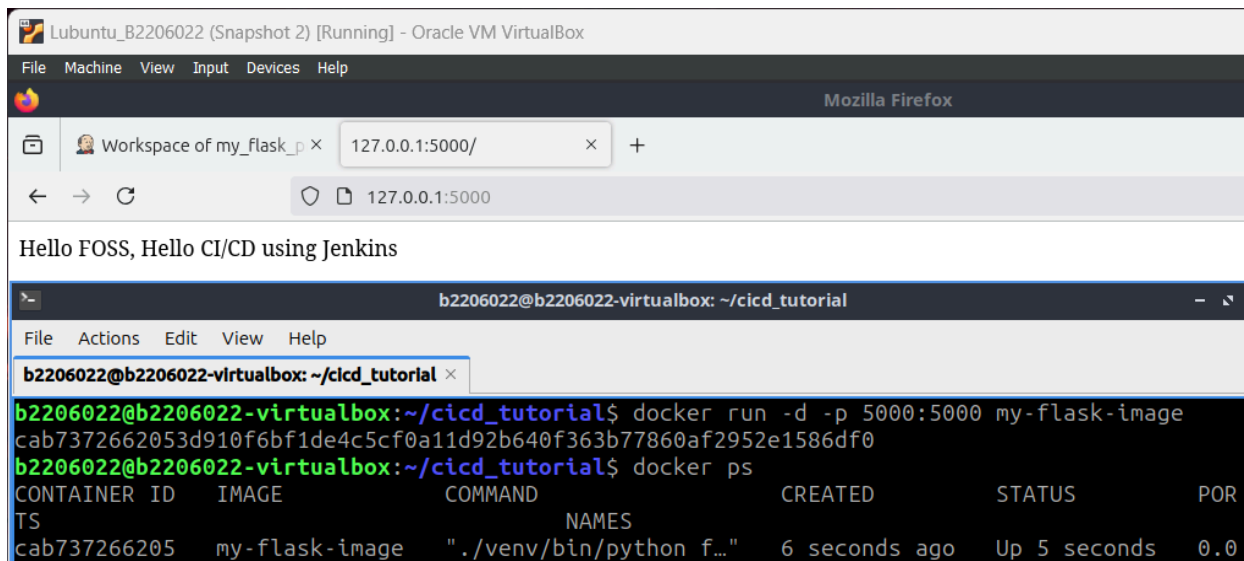 Lubuntu_B2206022 (Snapshot 2) [Running] - Oracle VM VirtualBox
File Machine View Input Devices Help
Mozilla Firefox
Workspace of my_flask_p
127.0.0.1:5000/
127.0.0.1:5000
Hello FOSS, Hello CI/CD using Jenkins
b2206022@b2206022-virtualbox: ~/cicd_tutorial
File Actions Edit View Help
b2206022@b2206022-virtualbox: ~/cicd_tutorial
b2206022@b2206022-virtualbox:~/cicd_tutorial$ docker run -d -p 5000:5000 my-flask-image
cab7372662053d910f6bf1de4c5cf0a11d92b640f363b77860af2952e1586df0
b2206022@b2206022-virtualbox:~/cicd_tutorial$ docker ps
CONTAINER ID IMAGE COMMAND CREATED STATUS POR
TS NAMES
cab737266205 my-flask-image "./venv/bin/python f…" 6 seconds ago Up 5 seconds 0.0